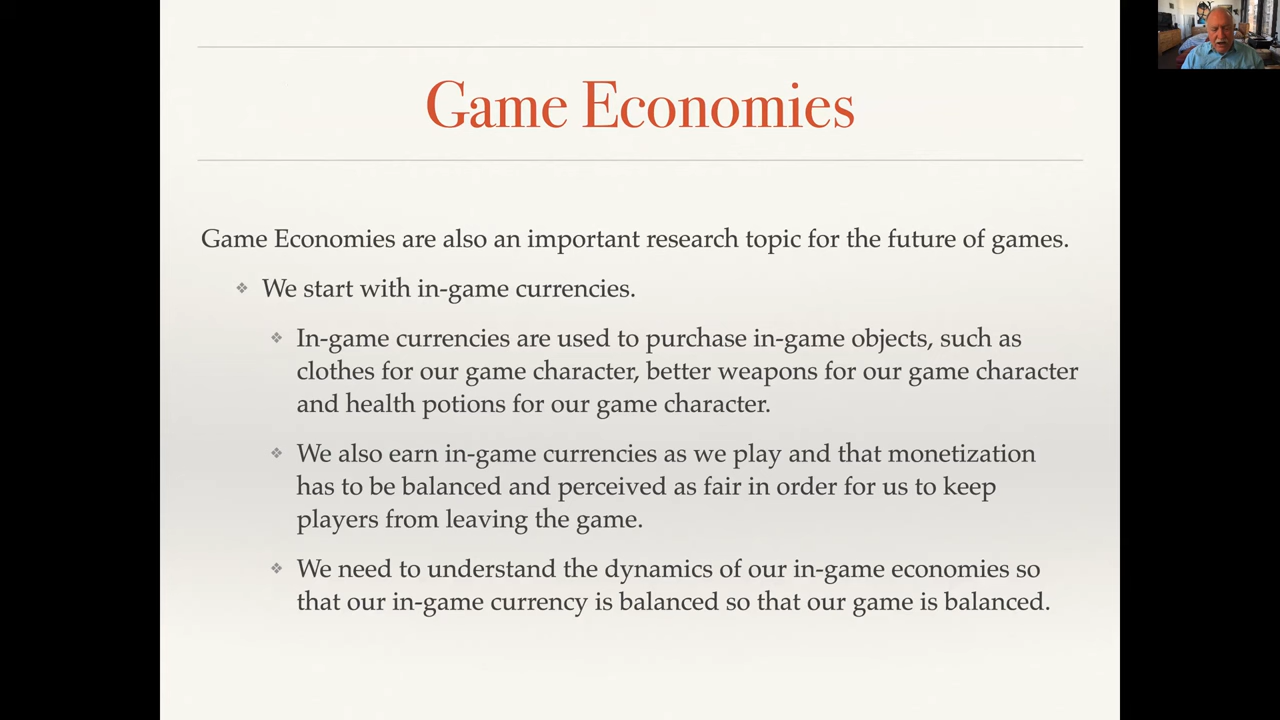 Game Economies
Game Economies are also an important research topic for the future of games.
❖ We start with in-game currencies.
❖ In-game currencies are used to purchase in-game objects, such as
clothes for our game character, better weapons for our game character
and health potions for our game character.
❖ We also earn in-game currencies as we play and that monetization
has to be balanced and perceived as fair in order for us to keep
players from leaving the game.
❖ We need to understand the dynamics of our in-game economies so
that our in-game currency is balanced so that our game is balanced.